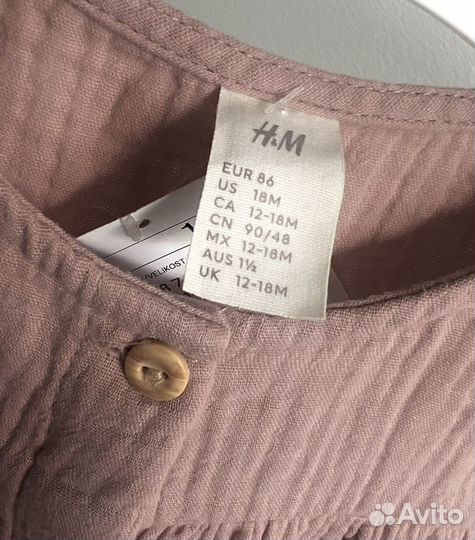 H&M
EUR 86
US 18M
CA 12-18M
CN 90/48
MX 12-18M
AUS 1½
UK 12-18M
VELIKOST
Avito